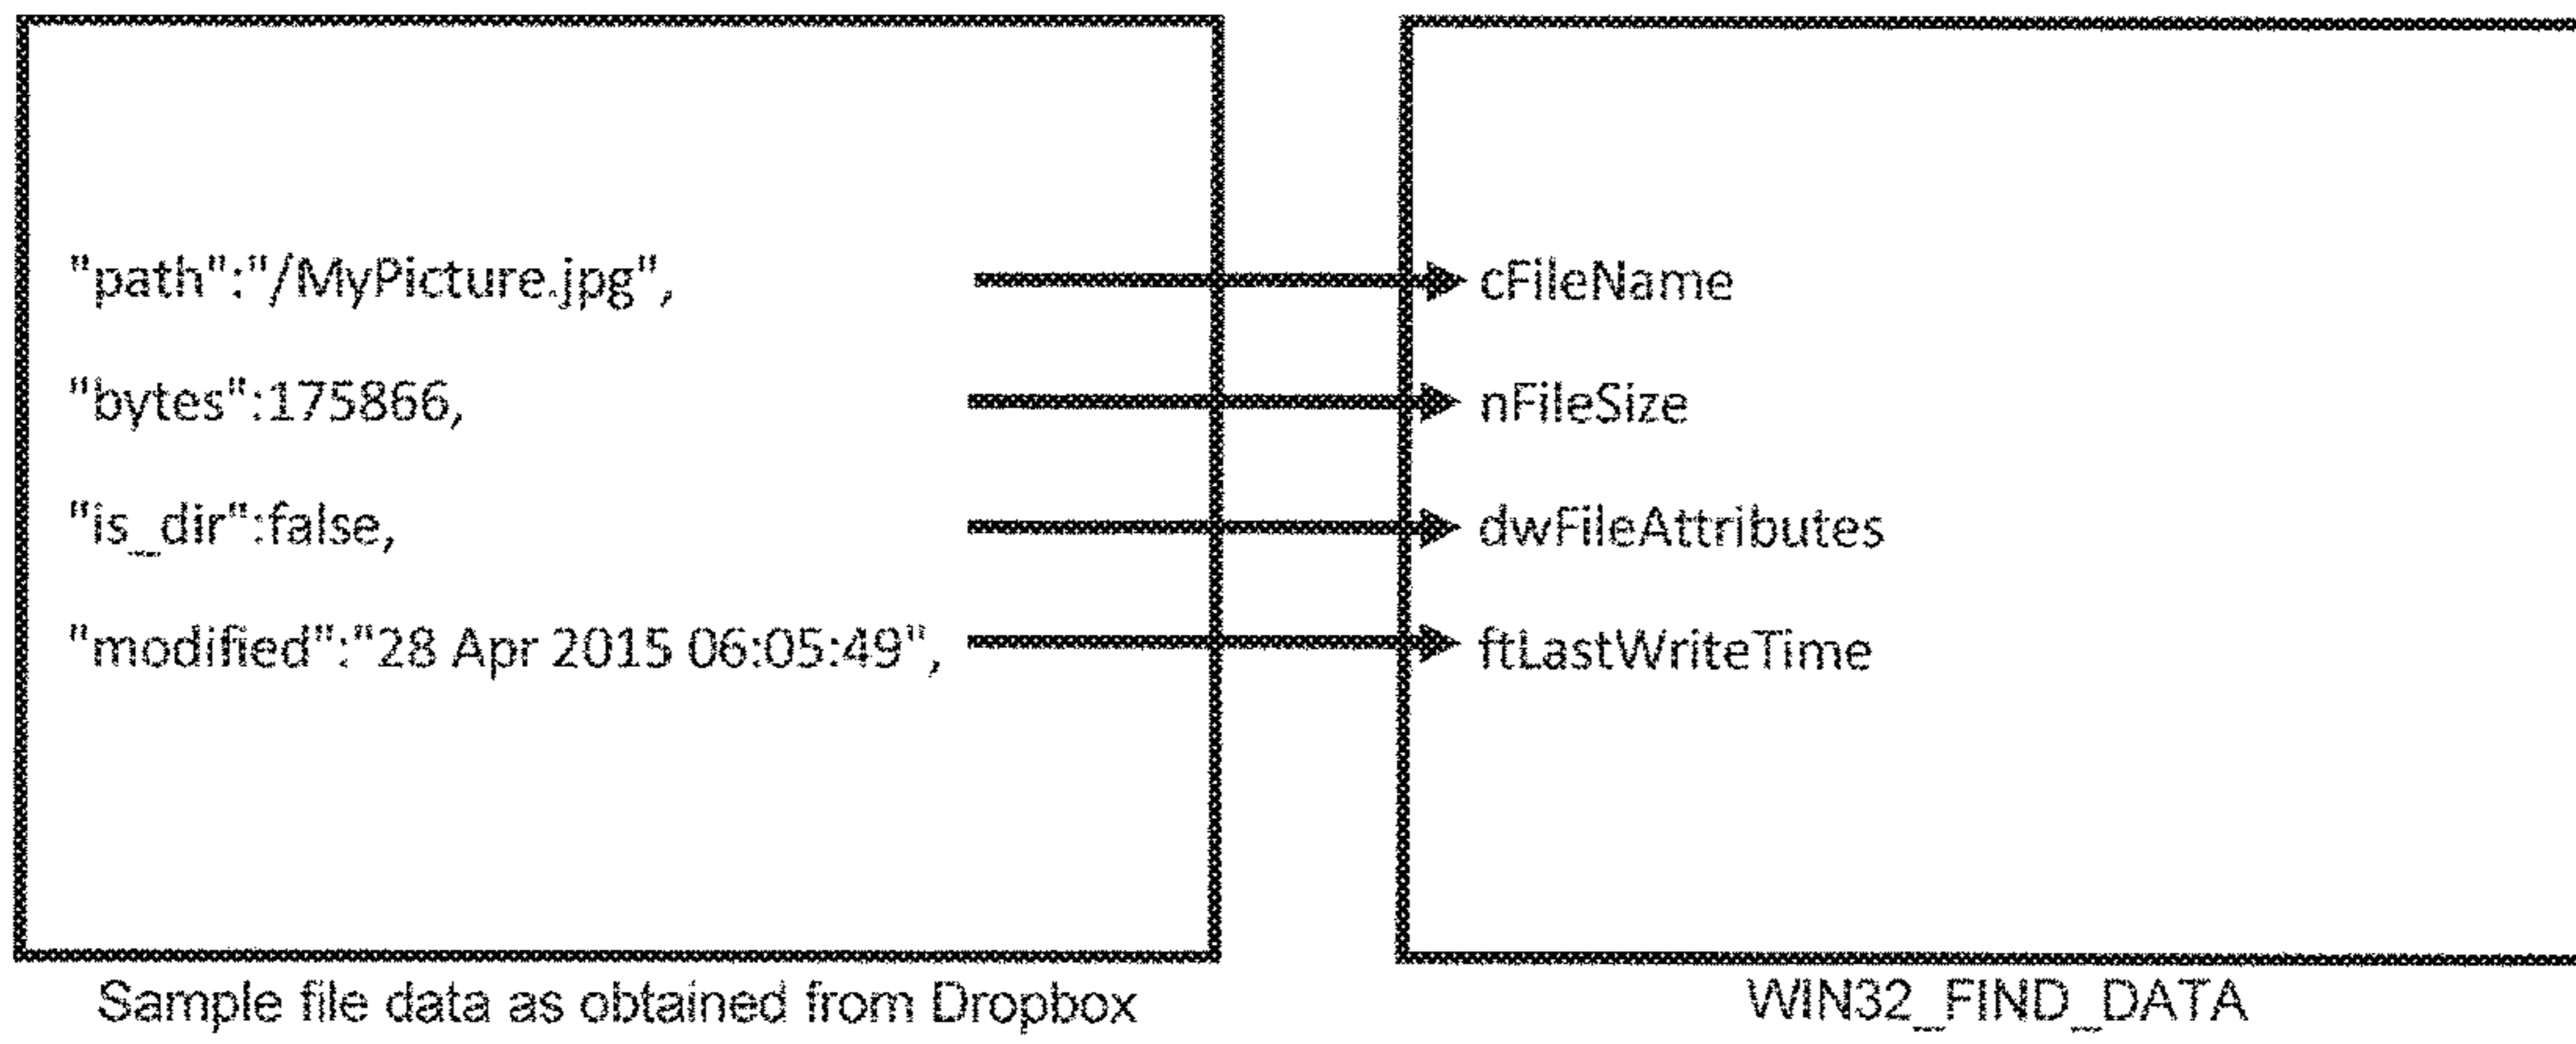 "path":"/MyPicture.jpg",
"bytes":175866,
"is_dir":false,
"modified":"28 Apr 2015 06:05:49",
Sample file data as obtained from Dropbox
cFileName
nFileSize
dwFileAttributes
ftLastWriteTime
WIN32_FIND_DATA